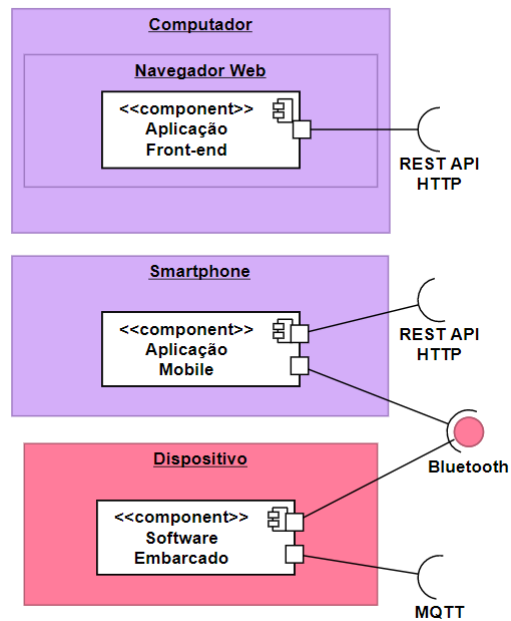 Computador
Navegador Web
<<component>>
Aplicação
Front-end
REST API
HTTP
Smartphone
<<component>>
Aplicação
Mobile
REST API
HTTP
Bluetooth
Dispositivo
<<component>>
Software
Embarcado
MQTT